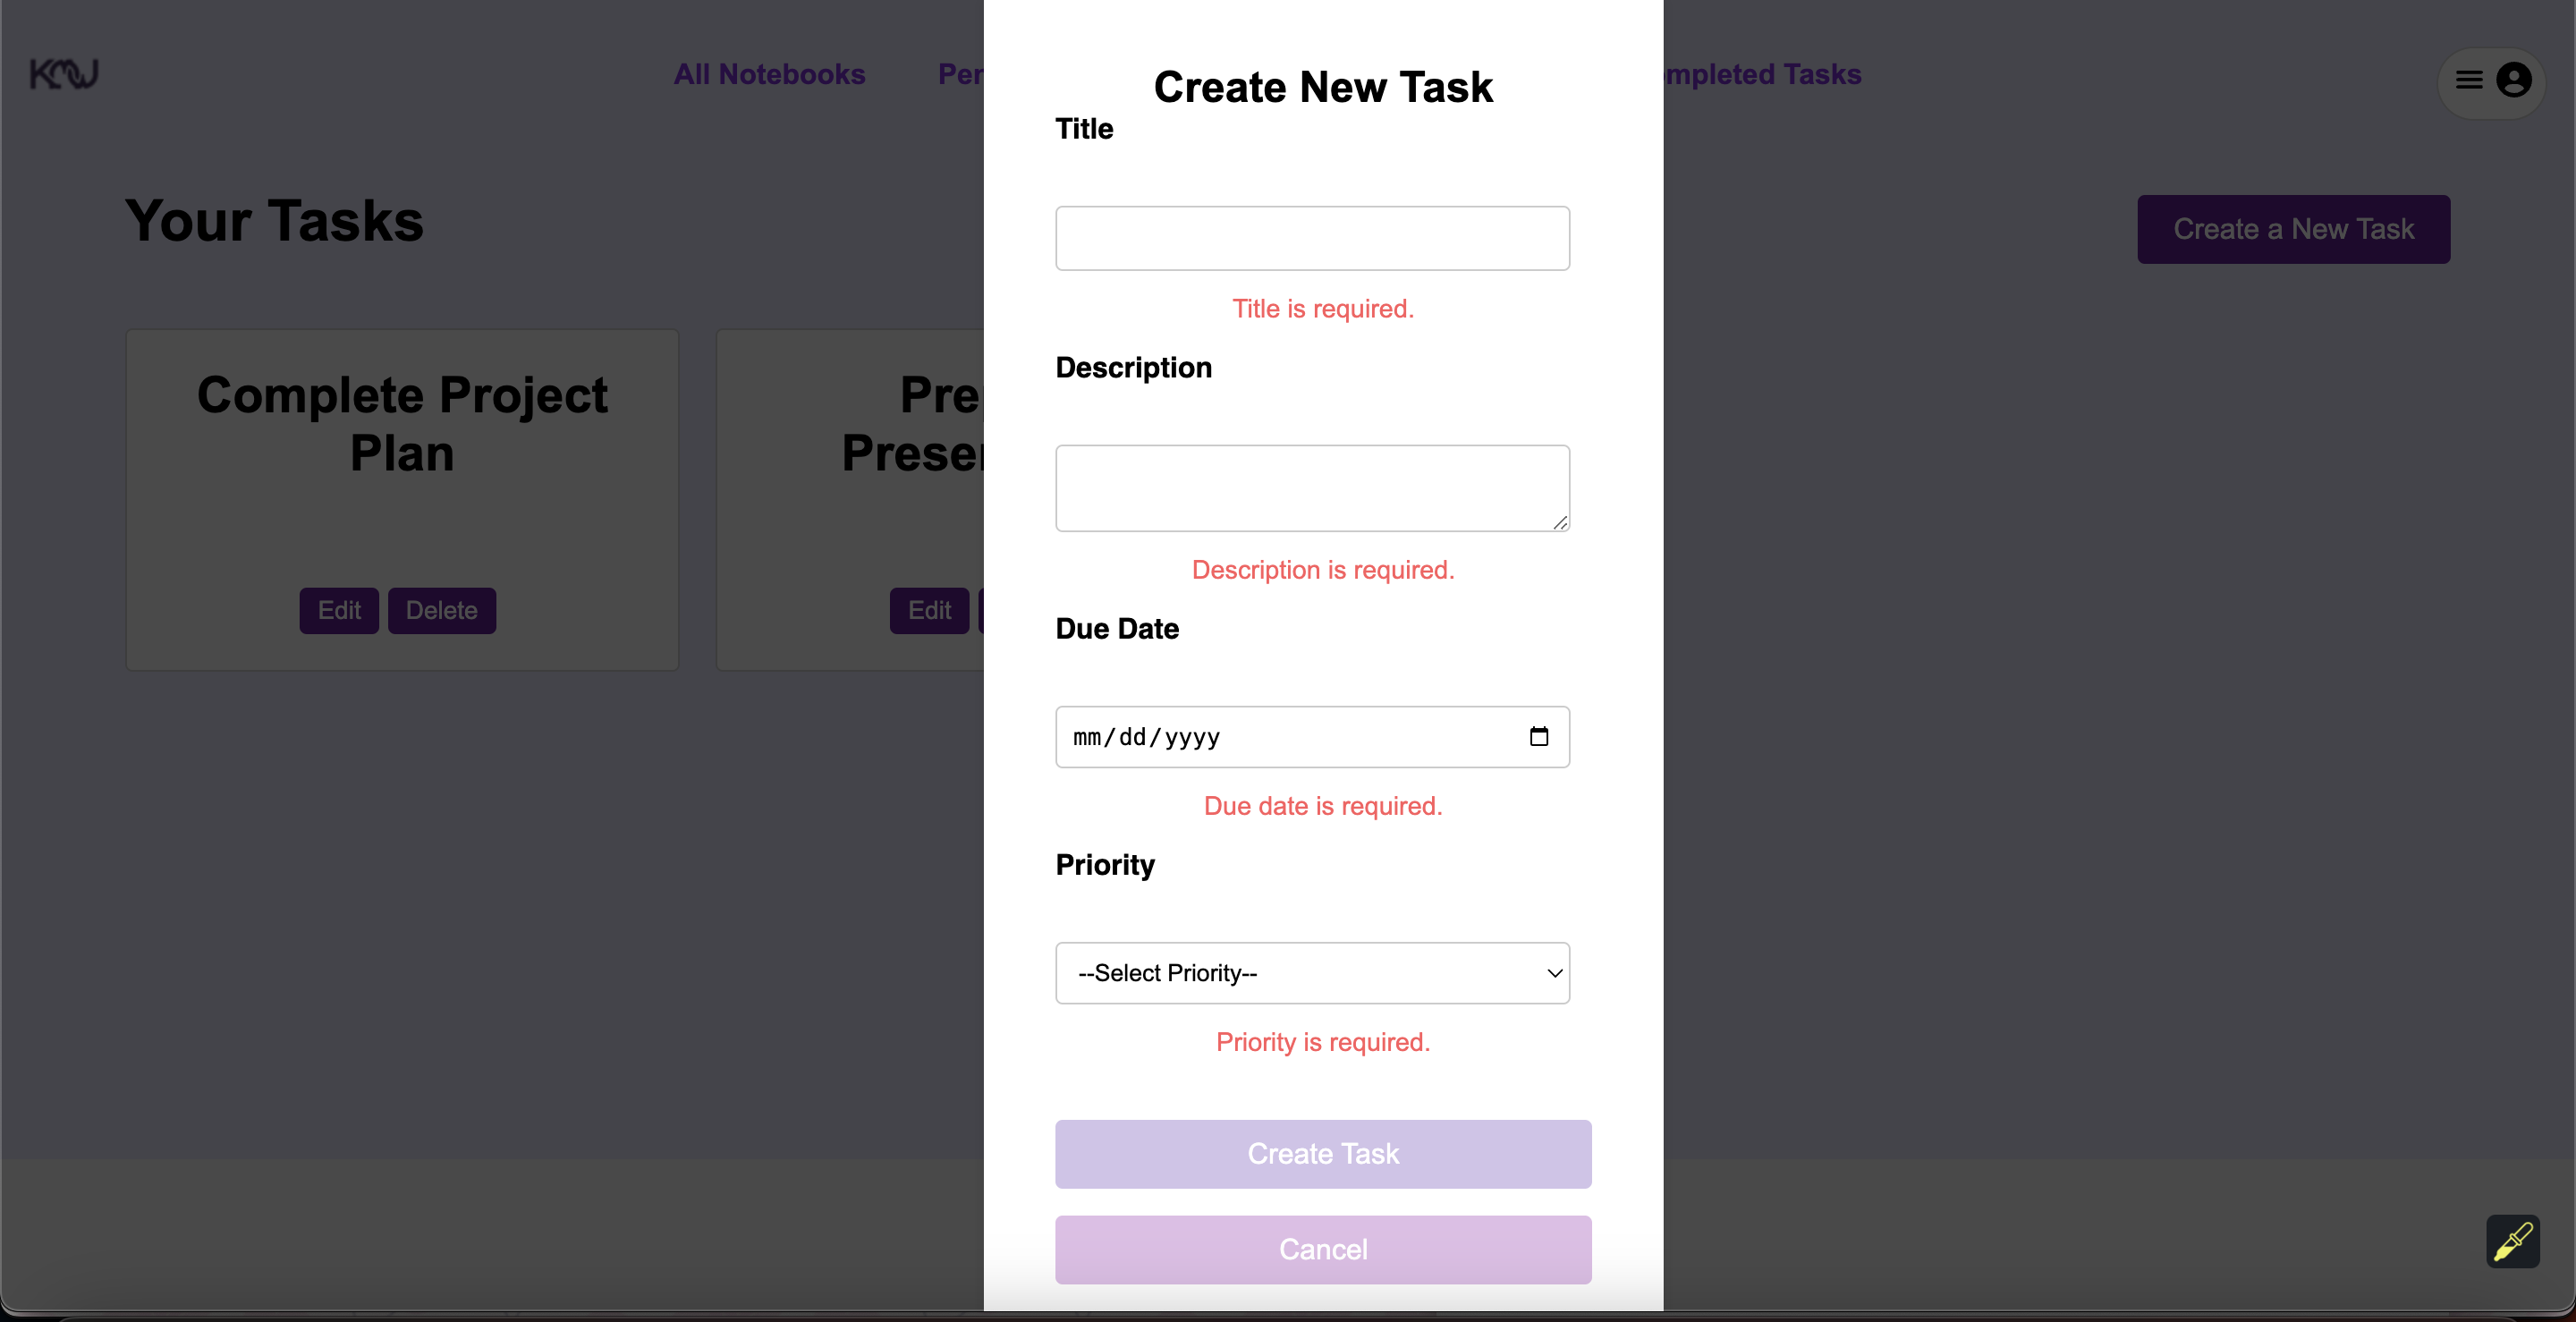 KMW
All Notebooks
Per
mpleted Tasks
Your Tasks
Create a New Task
Complete Project
Plan
Edit
Delete
Pre
Prese
Edit
Create New Task
Title
Title is required.
Description
Description is required.
Due Date
mm/dd/yyyy
Due date is required.
Priority
--Select Priority--
Priority is required.
Create Task
Cancel